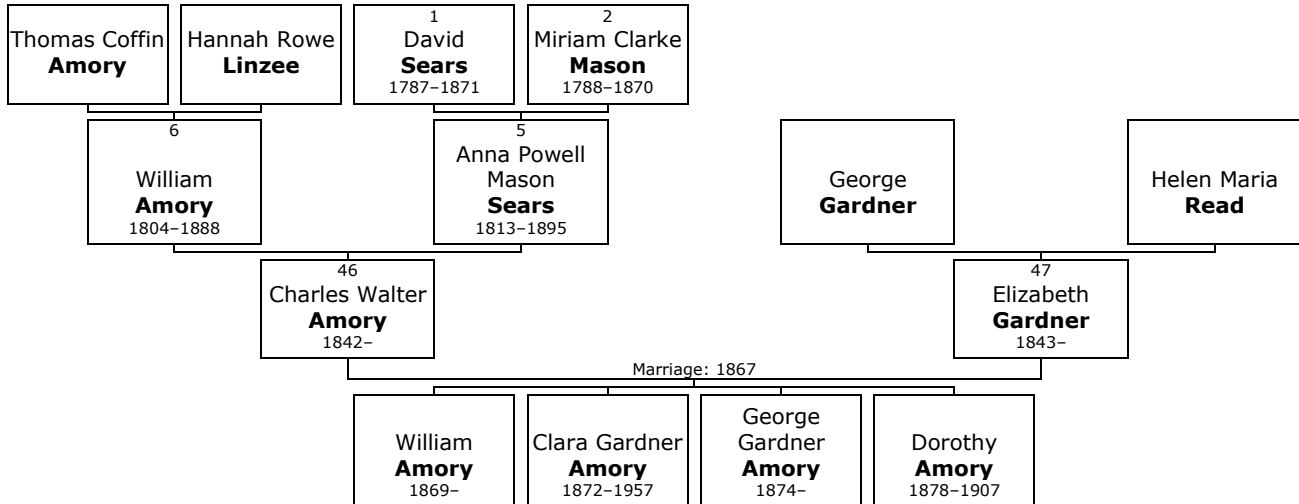 Thomas Coffin
Amory
Hannah Rowe
Linzee
1
David
Sears
1787–1871
2
Miriam Clarke
Mason
1788–1870
6
William
Amory
1804–1888
5
Anna Powell
Mason
Sears
1813–1895
George
Gardner
Helen Maria
Read
46
Charles Walter
Amory
1842–
47
Elizabeth
Gardner
1843–
Marriage: 1867
William
Amory
1869–
Clara Gardner
Amory
1872–1957
George
Gardner
Amory
1874–
Dorothy
Amory
1878–1907